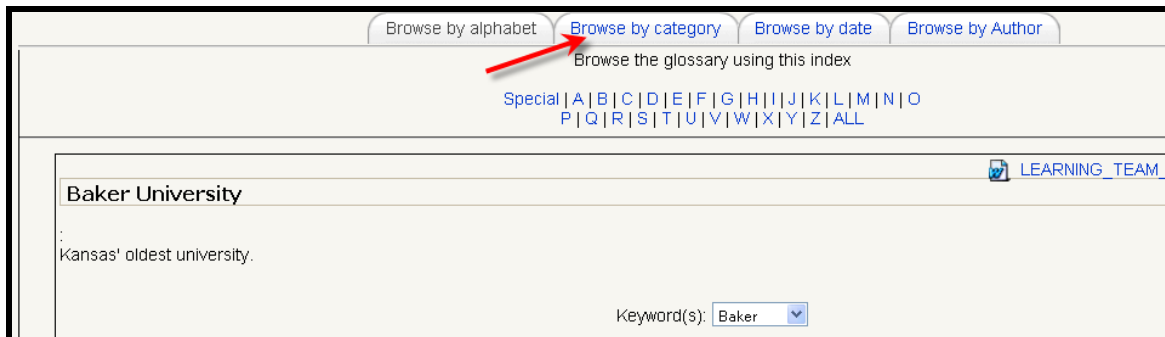 Browse by alphabet Browse by category Browse by date Browse by Author
Browse the glossary using this index
Special | A | B | C | D | E | F | G | H | I | J | K | L | M | N | O
P | Q | R | S | T | U | V | W | X | Y | Z | ALL
LEARNING_TEAM_
Baker University
:
Kansas' oldest university.
Keyword(s): Baker